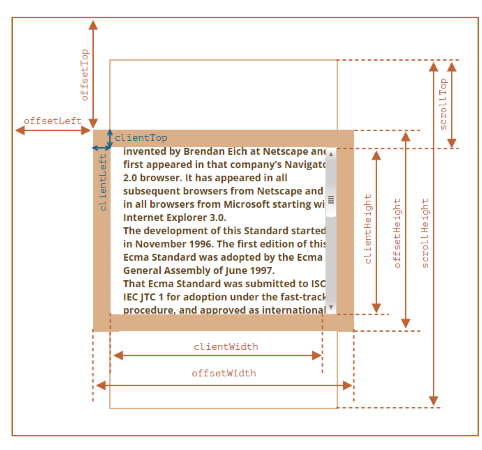 offsetTop
scrollTop
offsetLeft
clientTop
clientLeft
invented by Brendan Eich at Netscape and
first appeared in that company's Navigato
2.0 browser. It has appeared in all
subsequent browsers from Netscape and
in all browsers from Microsoft starting wi
Internet Explorer 3.0.
The development of this Standard started
in November 1996. The first edition of this
Ecma Standard was adopted by the Ecma
General Assembly of June 1997.
That Ecma Standard was submitted to ISO
IEC JTC 1 for adoption under the fast-track
procedure, and approved as international
clientHeight
offsetHeight
scrollHeight
clientWidth
offsetWidth